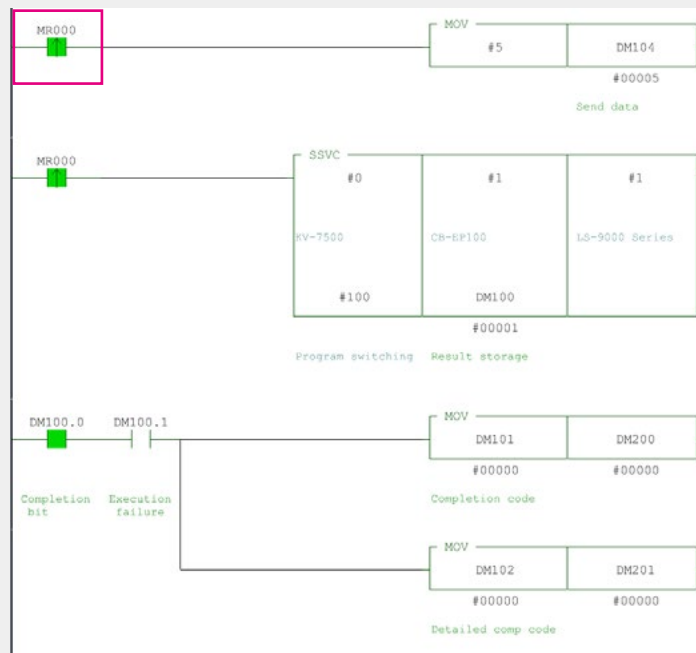 MR000
MOV
#5 DM104
#00005
Send data
MR000
SSVC
#0 #1 #1
KV-7500 CB-EP100 LS-9000 Series
#100 DM100
#00001
Program switching Result storage
DM100.0 DM100.1
MOV
DM101 DM200
#00000 #00000
Completion bit
Execution failure
Completion code
MOV
DM102 DM201
#00000 #00000
Detailed comp code